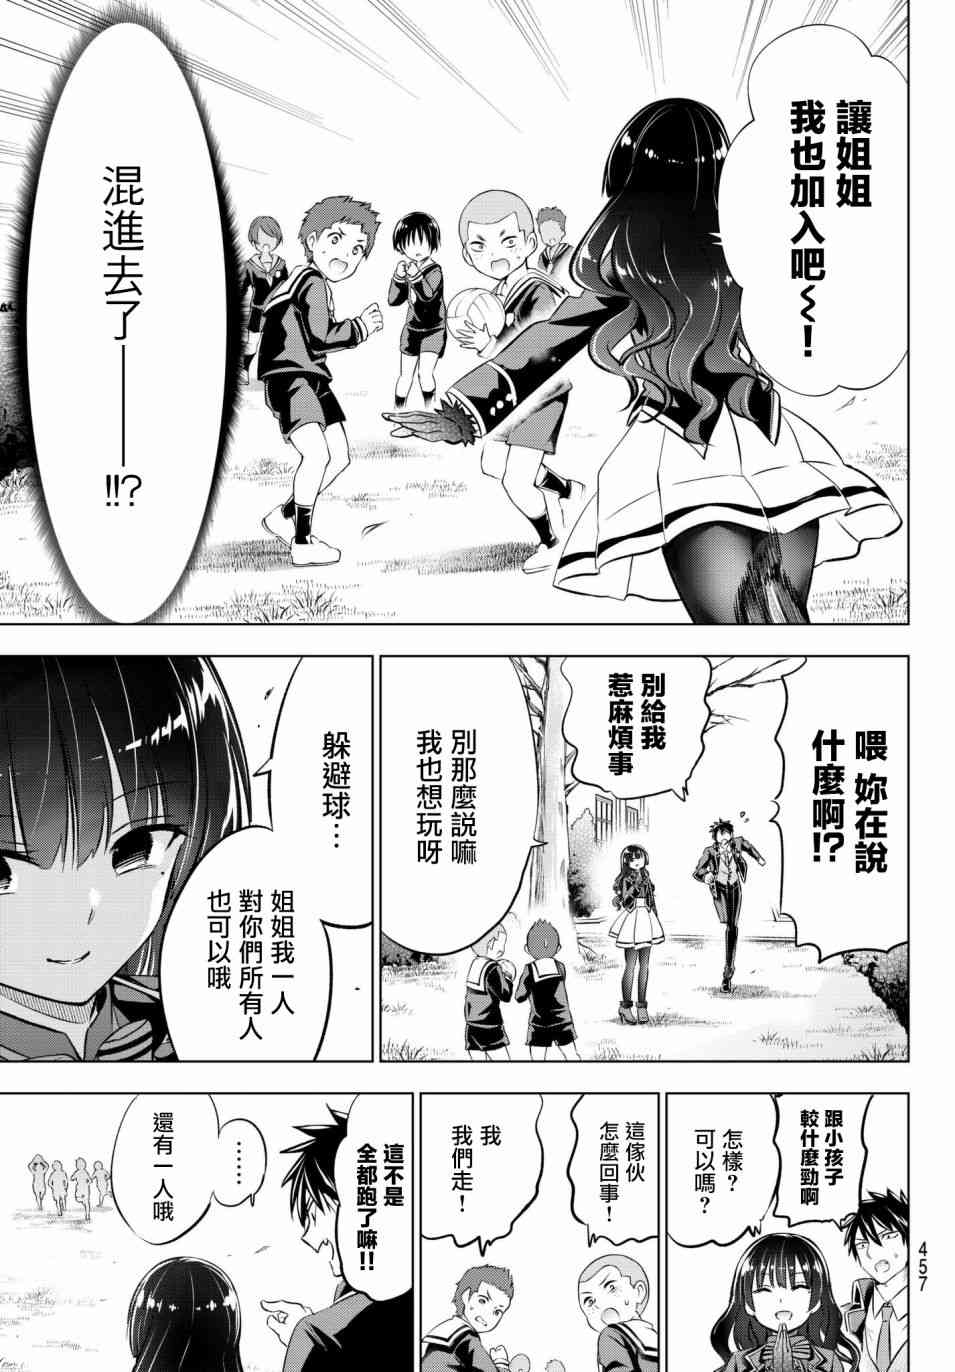 讓姐姐
我也加入吧～！
混進去了——!!?
喂 妳在說
什麼啊!?
別給我
惹麻煩事
別那麼説嘛
我也想玩呀
躲避球…
姐姐我一人
對你們所有人
也可以哦
跟小孩子
較什麼勁啊
怎樣？
可以嗎？
這傢伙
怎麼回事！
我
我們走！
這不是
全都跑了嘛!!
……
還有一人哦
457